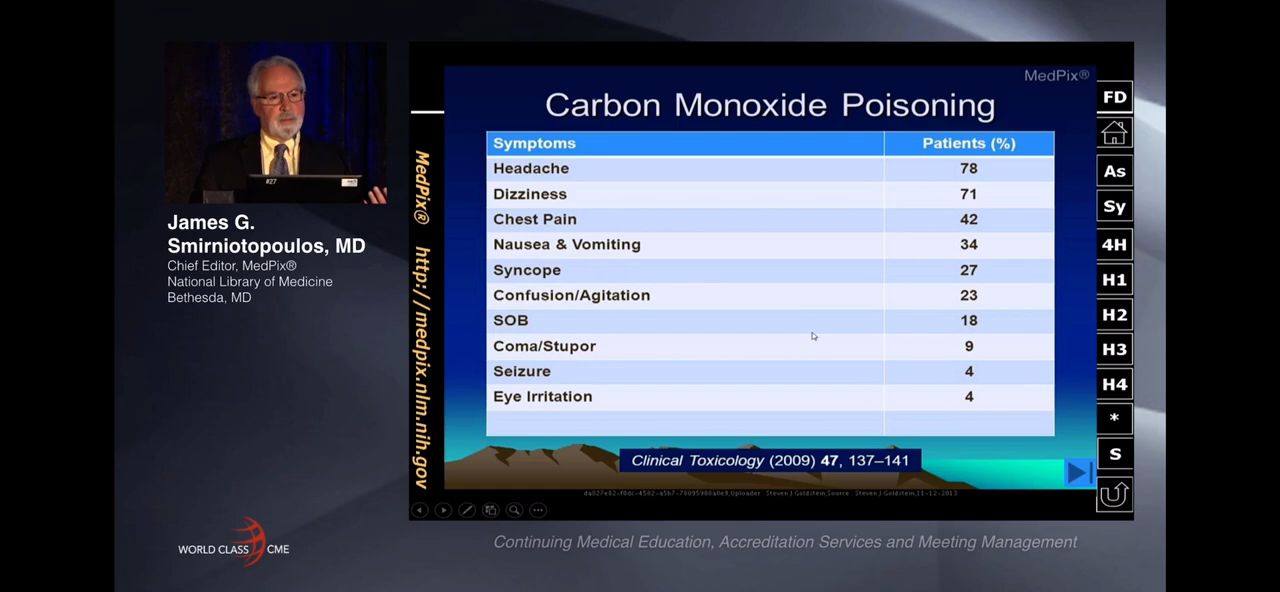 MedPix®
Carbon Monoxide Poisoning
Symptoms Patients (%)
Headache 78
Dizziness 71
Chest Pain 42
Nausea & Vomiting 34
Syncope 27
Confusion/Agitation 23
SOB 18
Coma/Stupor 9
Seizure 4
Eye Irritation 4
Clinical Toxicology (2009) 47, 137–141
MedPix® http://medpix.nlm.nih.gov
FD
As
Sy
4H
H1
H2
H3
H4
*
S
#27
James G.
Smirniotopoulos, MD
Chief Editor, MedPix®
National Library of Medicine
Bethesda, MD
WORLD CLASS CME
Continuing Medical Education, Accreditation Services and Meeting Management